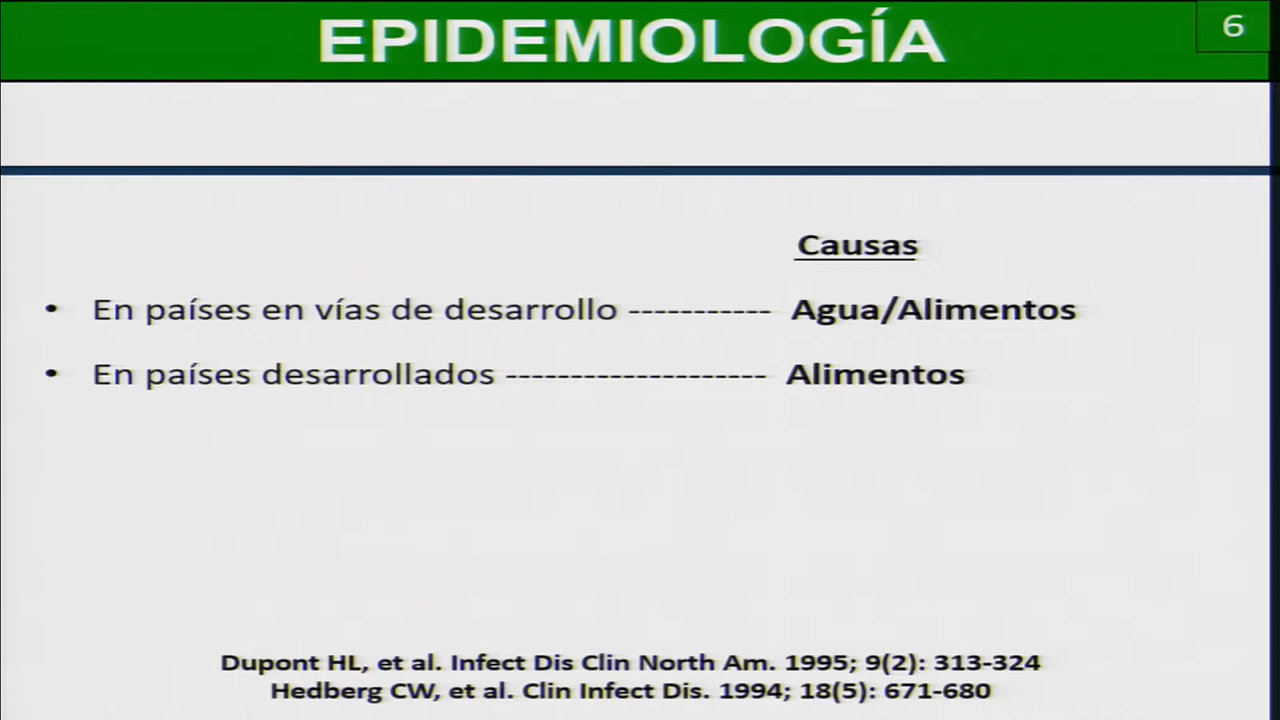 EPIDEMIOLOGÍA
6
Causas
• En países en vías de desarrollo ----------- Agua/Alimentos
• En países desarrollados -------------------- Alimentos
Dupont HL, et al. Infect Dis Clin North Am. 1995; 9(2): 313-324
Hedberg CW, et al. Clin Infect Dis. 1994; 18(5): 671-680